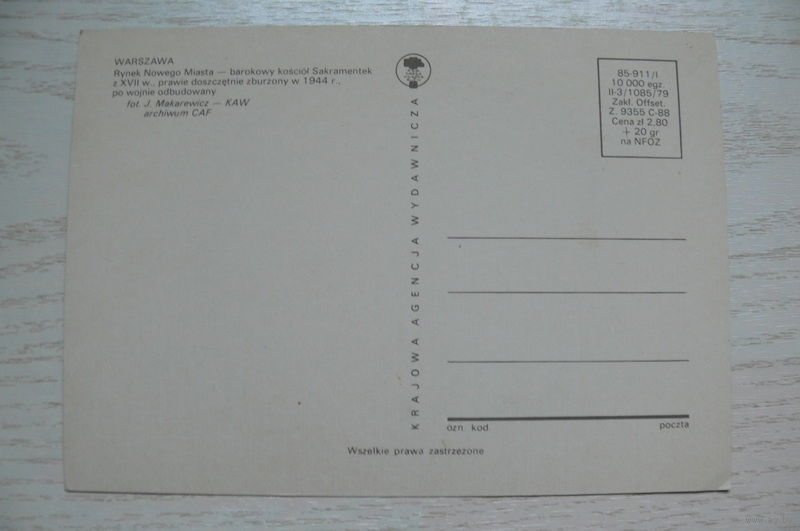 WARSZAWA
Rynek Nowego Miasta — barokowy kościół Sakramentek
z XVII w., prawie doszczętnie zburzony w 1944 r.,
po wojnie odbudowany
fot. J. Makarewicz — KAW
archiwum CAF
KRAJOWA AGENCJA WYDAWNICZA
85-911/I
10 000 egz.
II-3/1085/79
Zakł. Offset.
Z. 9355 C-88
Cena zł 2,80
+ 20 gr
na NFOZ
ozn. kod. poczta
Wszelkie prawa zastrzeżone